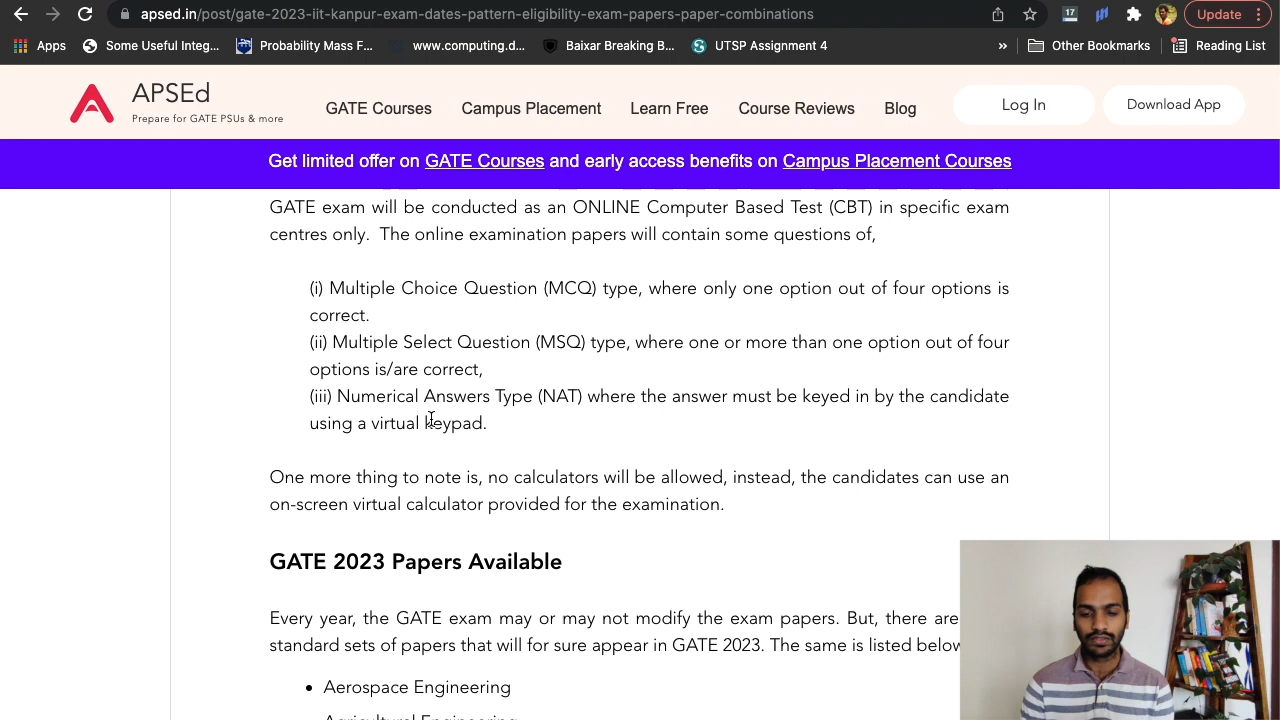 apsed.in/post/gate-2023-iit-kanpur-exam-dates-pattern-eligibility-exam-papers-paper-combinations
17
Update
Apps
Some Useful Integ...
Probability Mass F...
www.computing.d...
Baixar Breaking B...
UTSP Assignment 4
»
Other Bookmarks
Reading List
APSEd
Prepare for GATE PSUs & more
GATE Courses
Campus Placement
Learn Free
Course Reviews
Blog
Log In
Download App
Get limited offer on GATE Courses and early access benefits on Campus Placement Courses
GATE exam will be conducted as an ONLINE Computer Based Test (CBT) in specific exam
centres only. The online examination papers will contain some questions of,
(i) Multiple Choice Question (MCQ) type, where only one option out of four options is
correct.
(ii) Multiple Select Question (MSQ) type, where one or more than one option out of four
options is/are correct,
(iii) Numerical Answers Type (NAT) where the answer must be keyed in by the candidate
using a virtual keypad.
One more thing to note is, no calculators will be allowed, instead, the candidates can use an
on-screen virtual calculator provided for the examination.
GATE 2023 Papers Available
Every year, the GATE exam may or may not modify the exam papers. But, there are
standard sets of papers that will for sure appear in GATE 2023. The same is listed below
• Aerospace Engineering
Agricultural Engineering